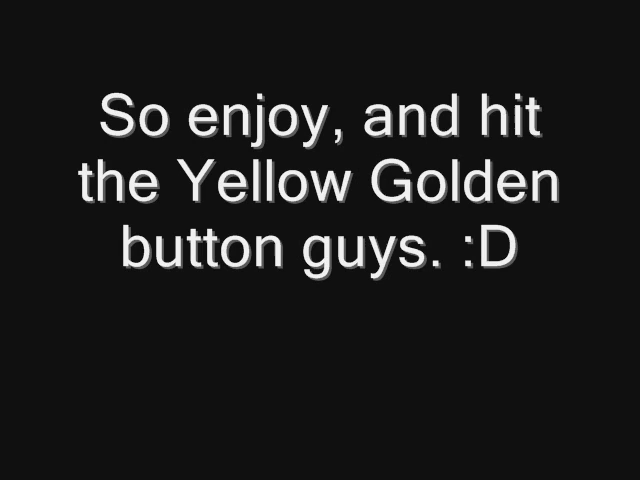 So enjoy, and hit
the Yellow Golden
button guys. :D